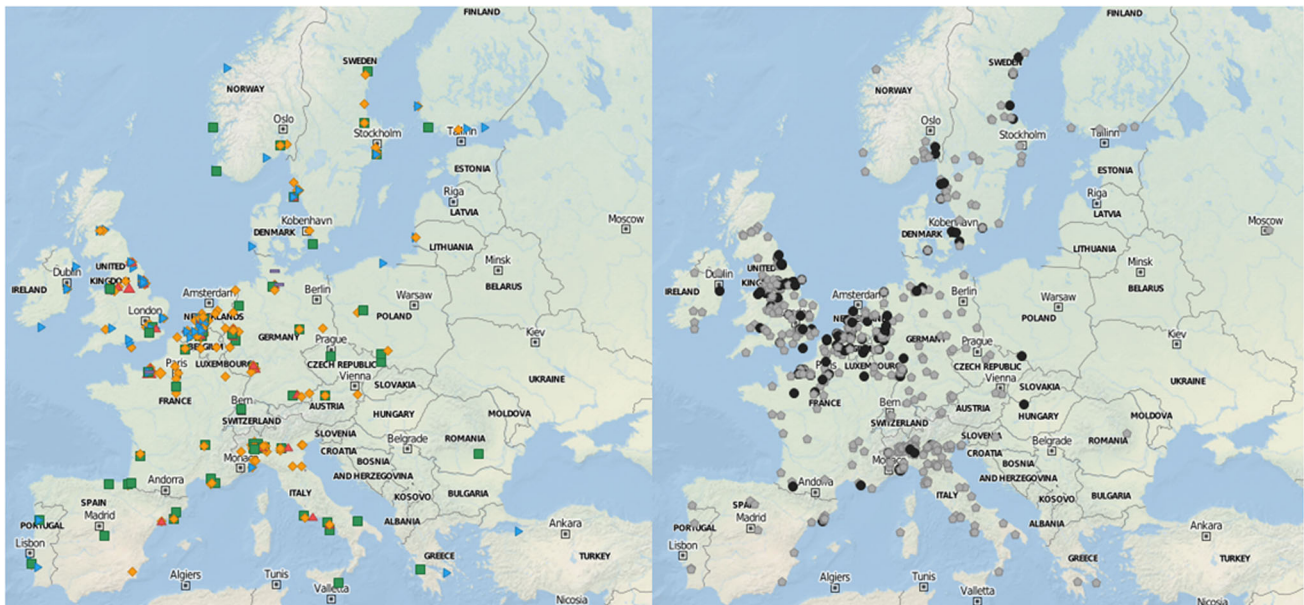 FINLAND
SWEDEN
NORWAY
Oslo
Stockholm
Tallinn
ESTONIA
Riga
LATVIA
Moscow
Kobenhavn
DENMARK
LITHUANIA
Minsk
BELARUS
UNITED
KINGDO
Dublin
IRELAND
London
Amsterdam
NETHERLANDS
Berlin
Warsaw
POLAND
GERMANY
BELGIUM
Kiev
UKRAINE
Prague
CZECH REPUBLIC
LUXEMBOURG
Paris
Vienna
SLOVAKIA
FRANCE
Bern
AUSTRIA
HUNGARY
MOLDOVA
SWITZERLAND
SLOVENIA
CROATIA
Belgrade
ROMANIA
BOSNIA
AND HERZEGOVINA
Andorra
ITALY
KOSOVO
BULGARIA
SPAIN
Madrid
PORTUGAL
Lisbon
ALBANIA
Ankara
TURKEY
GREECE
Algiers
Tunis
Valletta
Nicosia
FINLAND
SWEDEN
NORWAY
Oslo
Stockholm
Tallinn
ESTONIA
Riga
LATVIA
Moscow
DENMARK
LITHUANIA
Minsk
BELARUS
UNITED
Dublin
IRELAND
Amsterdam
Berlin
Warsaw
POLAND
GERMANY
Kiev
UKRAINE
Prague
CZECH REPUBLIC
Vienna
SLOVAKIA
FRANCE
Bern
AUSTRIA
HUNGARY
MOLDOVA
SWITZERLAND
SLOVENIA
CROATIA
Belgrade
ROMANIA
BOSNIA
AND HERZEGOVINA
Andorra
ITALY
KOSOVO
BULGARIA
Madrid
PORTUGAL
Lisbon
ALBANIA
Ankara
TURKEY
GREECE
Algiers
Tunis
Valletta
Nicosia